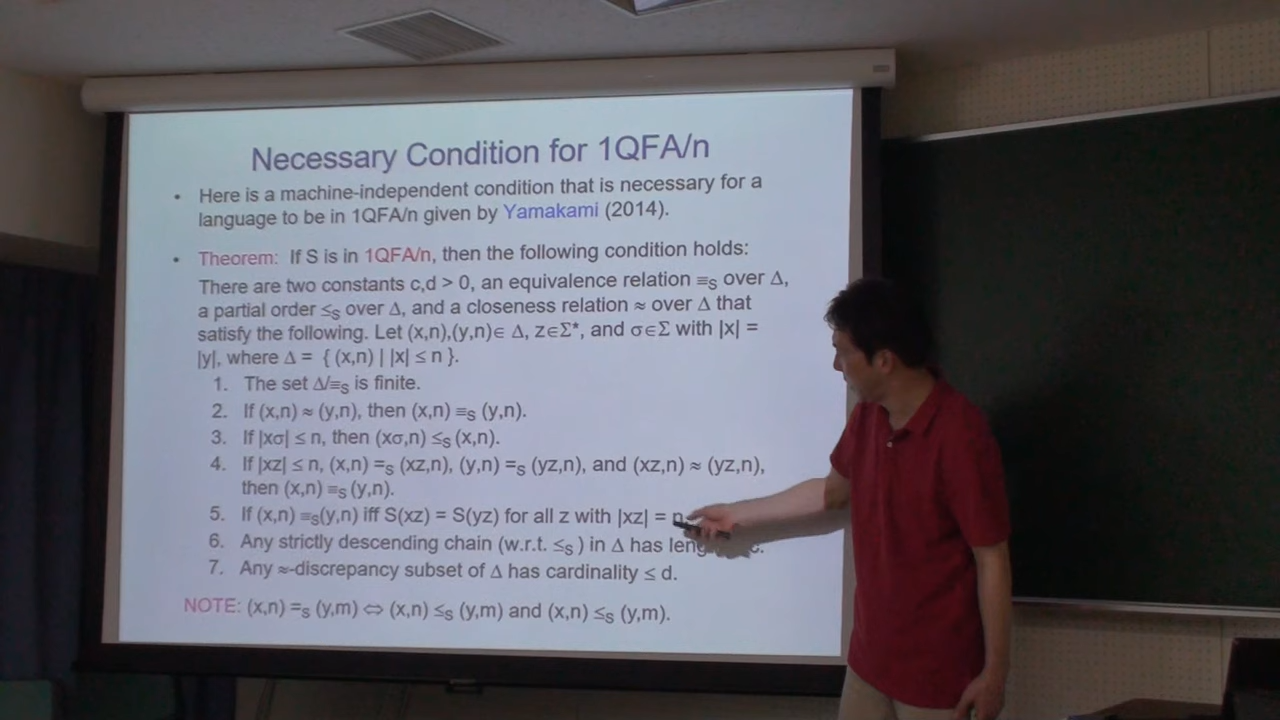 Necessary Condition for 1QFA/n
• Here is a machine-independent condition that is necessary for a
language to be in 1QFA/n given by Yamakami (2014).
• Theorem: If S is in 1QFA/n, then the following condition holds:
There are two constants c,d > 0, an equivalence relation ≡S over Δ,
a partial order ≤S over Δ, and a closeness relation ≈ over Δ that
satisfy the following. Let (x,n),(y,n)∈ Δ, z∈Σ*, and σ∈Σ with |x| =
|y|, where Δ = { (x,n) | |x| ≤ n }.
1. The set Δ/≡S is finite.
2. If (x,n) ≈ (y,n), then (x,n) ≡S (y,n).
3. If |xσ| ≤ n, then (xσ,n) ≤S (x,n).
4. If |xz| ≤ n, (x,n) =S (xz,n), (y,n) =S (yz,n), and (xz,n) ≈ (yz,n),
then (x,n) ≡S (y,n).
5. If (x,n) ≡S(y,n) iff S(xz) = S(yz) for all z with |xz| = n
6. Any strictly descending chain (w.r.t. ≤S ) in Δ has
7. Any ≈-discrepancy subset of Δ has cardinality ≤ d.
NOTE: (x,n) =S (y,m) ⇔ (x,n) ≤S (y,m) and (x,n) ≤S (y,m).